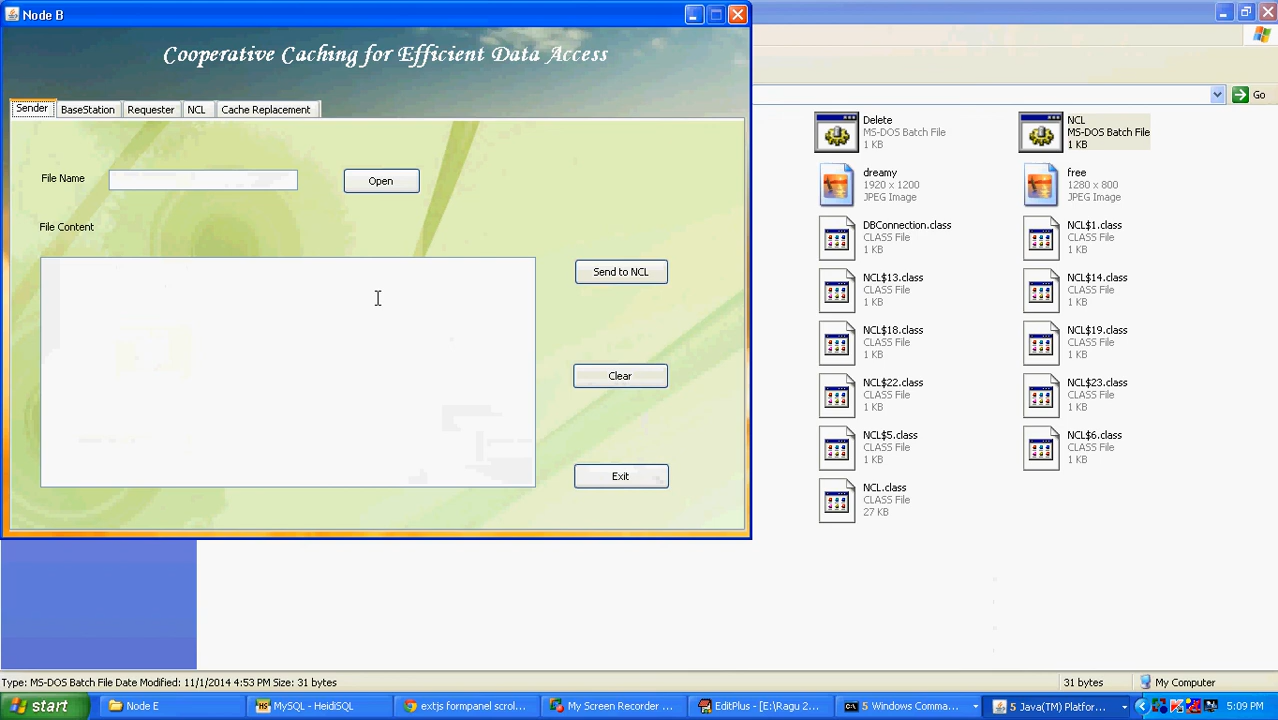 Node B
Cooperative Caching for Efficient Data Access
Sender
BaseStation
Requester
NCL
Cache Replacement
File Name
Open
File Content
Send to NCL
Clear
Exit
Go
Delete
MS-DOS Batch File
1 KB
NCL
MS-DOS Batch File
1 KB
dreamy
1920 x 1200
JPEG Image
free
1280 x 800
JPEG Image
DBConnection.class
CLASS File
1 KB
NCL$1.class
CLASS File
1 KB
NCL$13.class
CLASS File
1 KB
NCL$14.class
CLASS File
1 KB
NCL$18.class
CLASS File
1 KB
NCL$19.class
CLASS File
1 KB
NCL$22.class
CLASS File
1 KB
NCL$23.class
CLASS File
1 KB
NCL$5.class
CLASS File
1 KB
NCL$6.class
CLASS File
1 KB
NCL.class
CLASS File
27 KB
Type: MS-DOS Batch File Date Modified: 11/1/2014 4:53 PM Size: 31 bytes
31 bytes
My Computer
start
Node E
MySQL - HeidiSQL
extjs formpanel scrol...
My Screen Recorder ...
EditPlus - [E:\Ragu 2...
5 Windows Comma...
5 Java(TM) Platfor...
5:09 PM